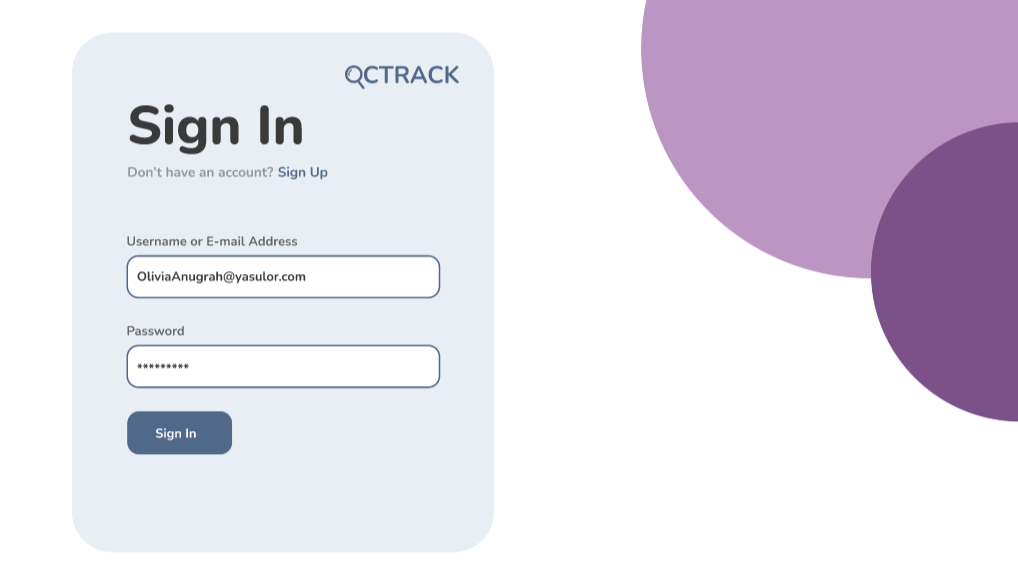 QCTRACK
Sign In
Don't have an account? Sign Up
Username or E-mail Address
OliviaAnugrah@yasulor.com
Password
*********
Sign In